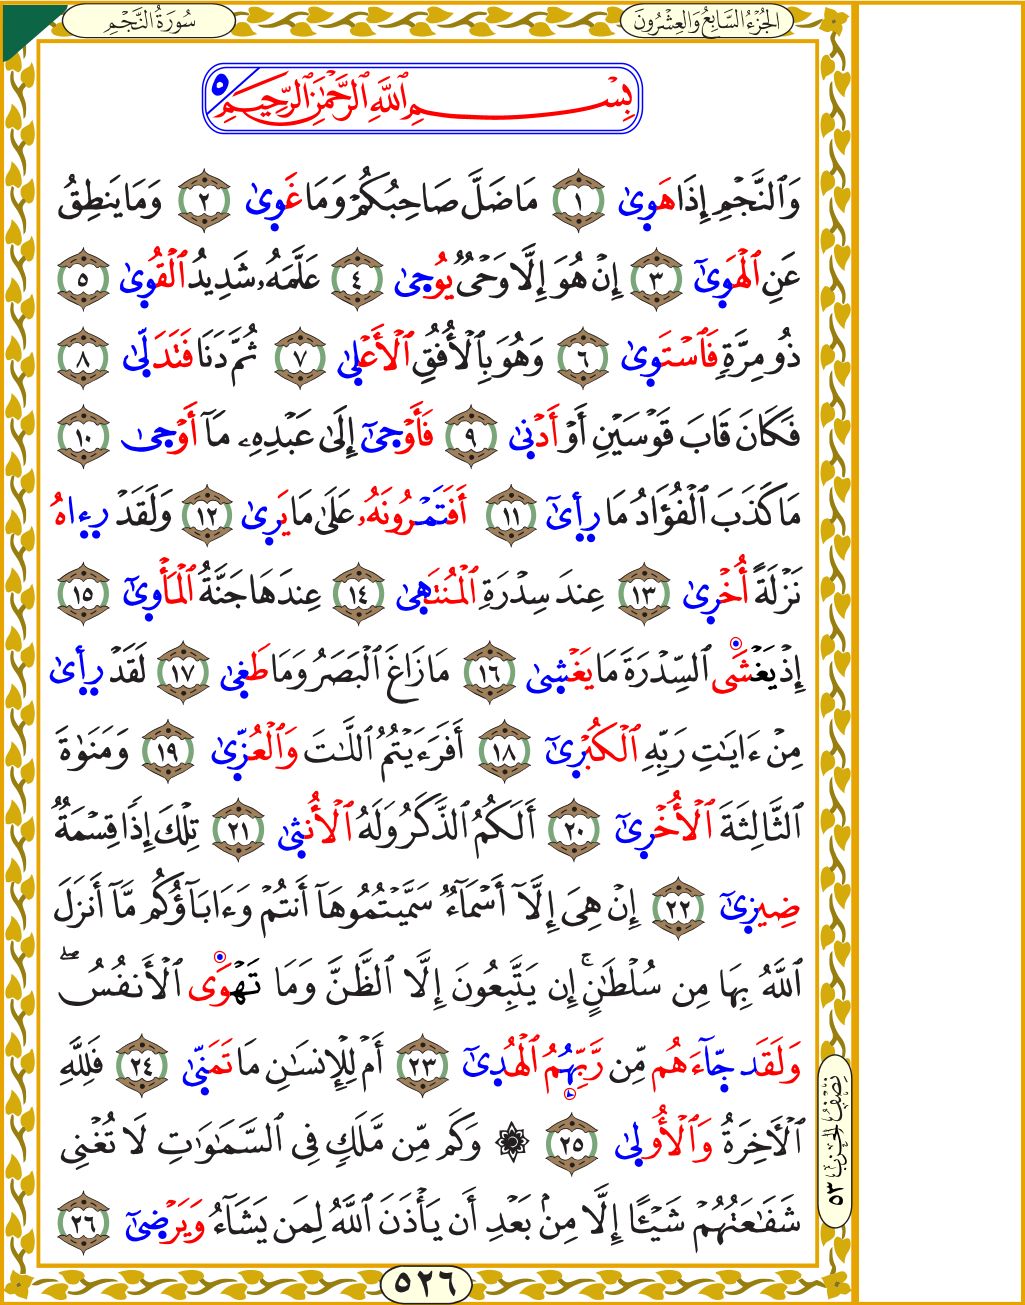 سُورَةُ النَّجْمِ
الجُزْءُ السَّابِعُ وَالعِشْرُونَ
بِسْمِ ٱللَّهِ ٱلرَّحْمَٰنِ ٱلرَّحِيمِ ٥
وَٱلنَّجْمِ إِذَا هَوِىٰ ١ مَا ضَلَّ صَاحِبُكُمْ وَمَا غَوِىٰ ٢ وَمَا يَنطِقُ
عَنِ ٱلْهَوِىٰٓ ٣ إِنْ هُوَ إِلَّا وَحْىٌ يُوحِىٰ ٤ عَلَّمَهُۥ شَدِيدُ ٱلْقُوِىٰ ٥
ذُو مِرَّةٍ فَٱسْتَوِىٰ ٦ وَهُوَ بِٱلْأُفُقِ ٱلْأَعْلِىٰ ٧ ثُمَّ دَنَا فَتَدَلِّىٰ ٨
فَكَانَ قَابَ قَوْسَيْنِ أَوْ أَدْنِىٰ ٩ فَأَوْحِىٰٓ إِلَىٰ عَبْدِهِۦ مَآ أَوْحِىٰ ١٠
مَا كَذَبَ ٱلْفُؤَادُ مَا رِأِىٰٓ ١١ أَفَتَمْرُونَهُۥ عَلَىٰ مَا يَرِىٰ ١٢ وَلَقَدْ رِءِاهُ
نَزْلَةً أُخْرِىٰ ١٣ عِندَ سِدْرَةِ ٱلْمُنتَهِىٰ ١٤ عِندَهَا جَنَّةُ ٱلْمَأْوِىٰٓ ١٥
إِذْ يَغْشَى ٱلسِّدْرَةَ مَا يَغْشِىٰ ١٦ مَا زَاغَ ٱلْبَصَرُ وَمَا طَغِىٰ ١٧ لَقَدْ رِأِىٰ
مِنْ ءَايَٰتِ رَبِّهِ ٱلْكُبْرِىٰٓ ١٨ أَفَرَءَيْتُمُ ٱللَّٰتَ وَٱلْعُزِّىٰ ١٩ وَمَنَوٰةَ
ٱلثَّالِثَةَ ٱلْأُخْرِىٰٓ ٢٠ أَلَكُمُ ٱلذَّكَرُ وَلَهُ ٱلْأُنثِىٰ ٢١ تِلْكَ إِذًا قِسْمَةٌ
ضِيزِىٰٓ ٢٢ إِنْ هِىَ إِلَّآ أَسْمَآءٌ سَمَّيْتُمُوهَآ أَنتُمْ وَءَابَآؤُكُم مَّآ أَنزَلَ
ٱللَّهُ بِهَا مِن سُلْطَٰنٍ ۚ إِن يَتَّبِعُونَ إِلَّا ٱلظَّنَّ وَمَا تَهْوَى ٱلْأَنفُسُ ۖ
وَلَقَد جَّآءَهُم مِّن رَّبِّهِمُ ٱلْهُدِىٰٓ ٢٣ أَمْ لِلْإِنسَٰنِ مَا تَمَنِّىٰ ٢٤ فَلِلَّهِ
ٱلْأَخِرَةُ وَٱلْأُولِىٰ ٢٥ ۞ وَكَم مِّن مَّلَكٍ فِى ٱلسَّمَٰوَٰتِ لَا تُغْنِى
شَفَٰعَتُهُمْ شَيْـًٔا إِلَّا مِنۢ بَعْدِ أَن يَأْذَنَ ٱللَّهُ لِمَن يَشَآءُ وَيَرْضِىٰٓ ٢٦
نِصْفُ الحِزْبِ ٥٣
٥٢٦